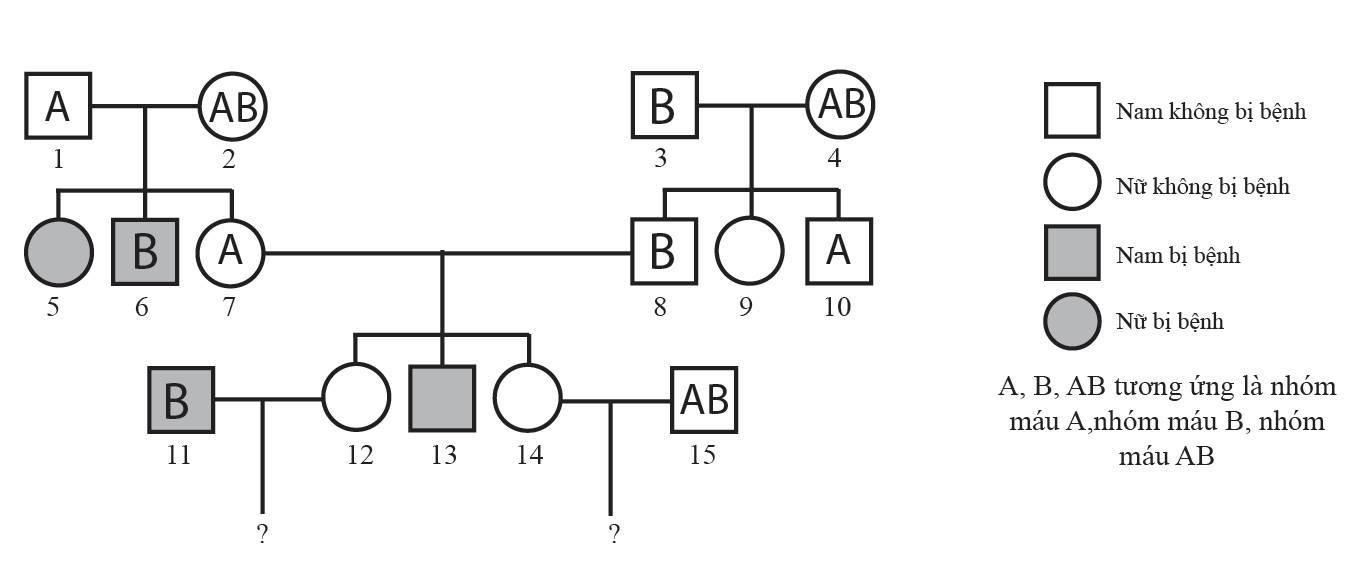 A AB B AB
1 2 3 4
B A B A
5 6 7 8 9 10
B AB
11 12 13 14 15
? ?
Nam không bị bệnh
Nữ không bị bệnh
Nam bị bệnh
Nữ bị bệnh
A, B, AB tương ứng là nhóm
máu A,nhóm máu B, nhóm
máu AB